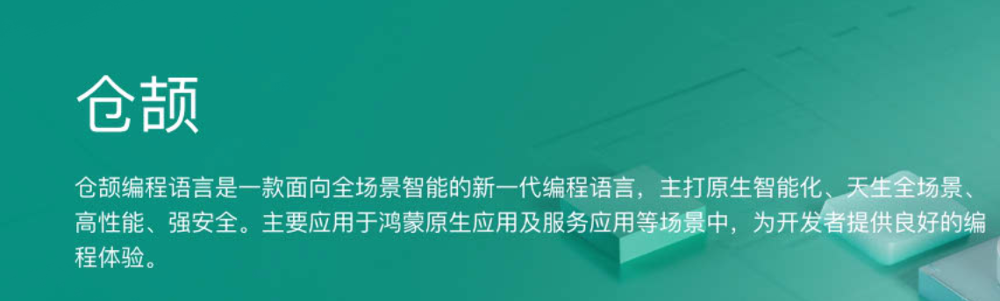 仓颉
仓颉编程语言是一款面向全场景智能的新一代编程语言，主打原生智能化、天生全场景、
高性能、强安全。主要应用于鸿蒙原生应用及服务应用等场景中，为开发者提供良好的编
程体验。